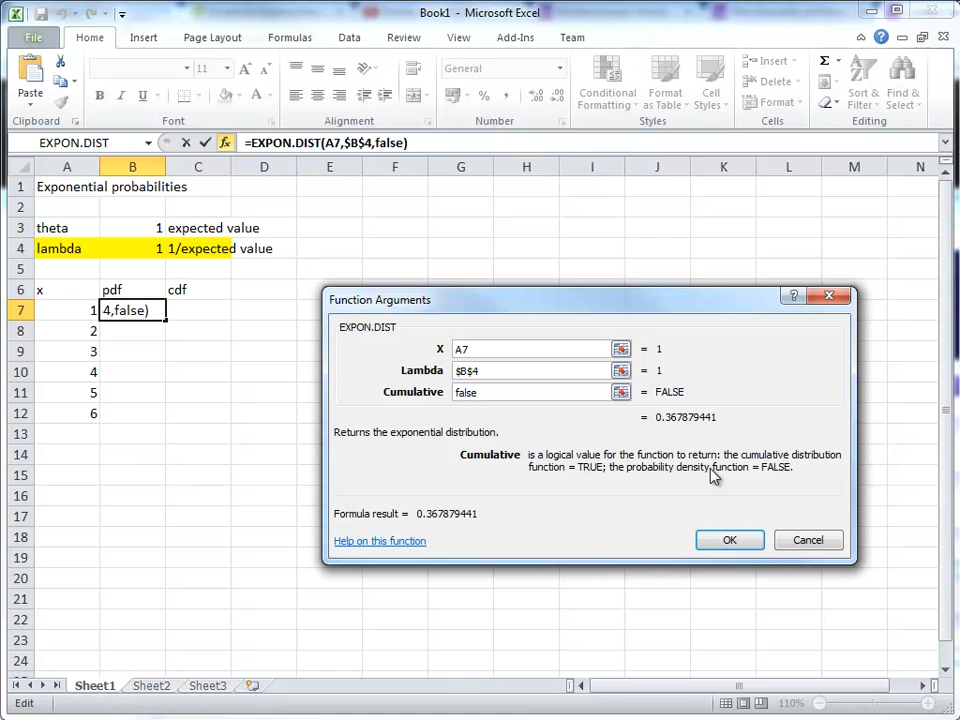 Book1 - Microsoft Excel
File Home Insert Page Layout Formulas Data Review View Add-Ins Team
Paste
Clipboard
11 A A
B I U A
Font
Alignment
General
$ % , .0 .00 .00 .0
Number
Conditional Formatting
Format as Table
Cell Styles
Styles
Insert
Delete
Format
Cells
Σ
Sort & Filter
Find & Select
Editing
EXPON.DIST fx =EXPON.DIST(A7,$B$4,false)
A B C D E F G H I J K L M N
1 Exponential probabilities
2
3 theta 1 expected value
4 lambda 1 1/expected value
5
6 x pdf cdf
7 1 4,false)
8 2
9 3
10 4
11 5
12 6
13
14
15
16
17
18
19
20
21
22
23
24
Function Arguments
EXPON.DIST
X A7 = 1
Lambda $B$4 = 1
Cumulative false = FALSE
= 0.367879441
Returns the exponential distribution.
Cumulative is a logical value for the function to return: the cumulative distribution
function = TRUE; the probability density function = FALSE.
Formula result = 0.367879441
Help on this function
OK Cancel
Sheet1 Sheet2 Sheet3
Edit 110%